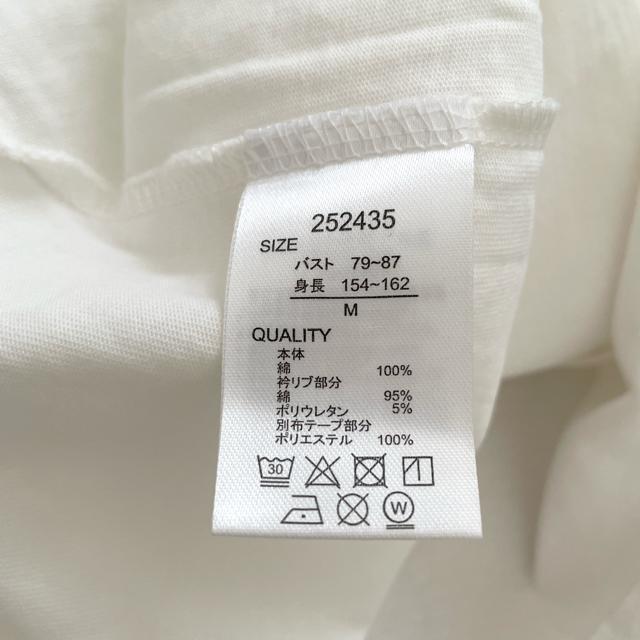 252435
SIZE
バスト 79~87
身長 154~162
M
QUALITY
本体
綿 100%
衿リブ部分
綿 95%
ポリウレタン 5%
別布テープ部分
ポリエステル 100%
30
W